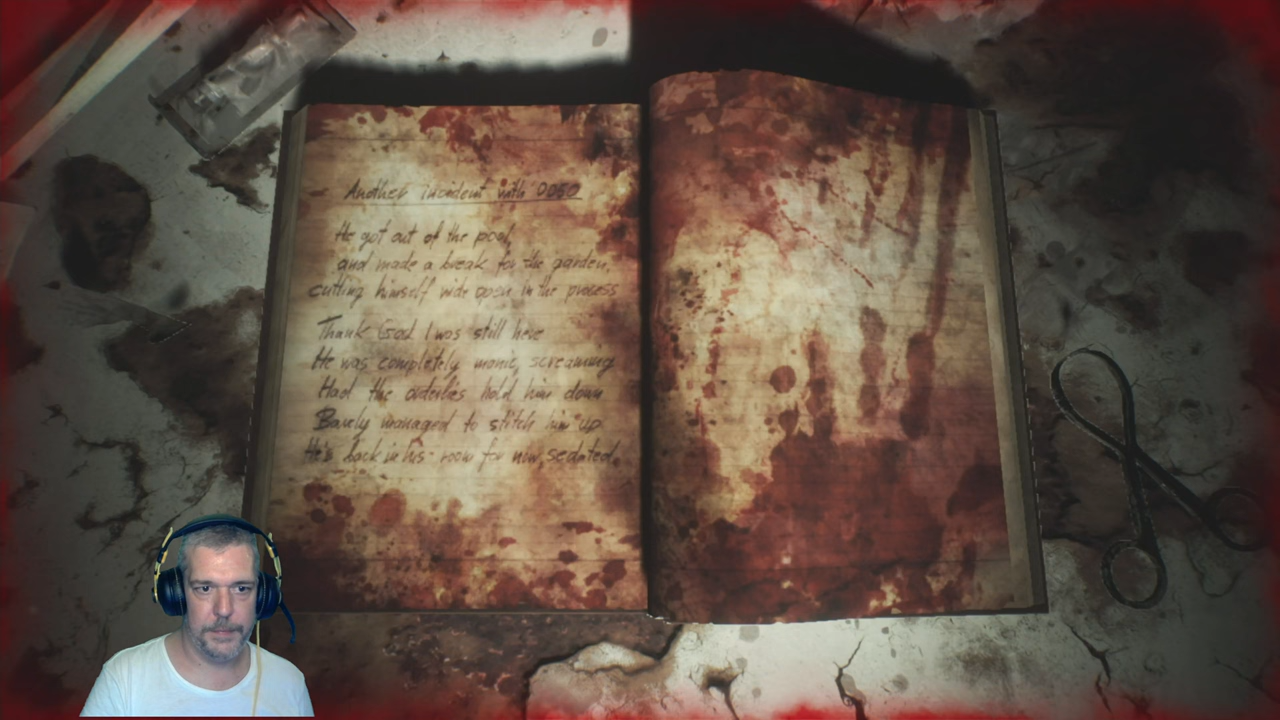 Another incident with 0050
He got out of the pool,
and made a break for the garden,
cutting himself wide open in the process
Thank God I was still here
He was completely manic, screaming
Had the orderlies hold him down
Barely managed to stitch him up
He's back in his room for now, sedated.